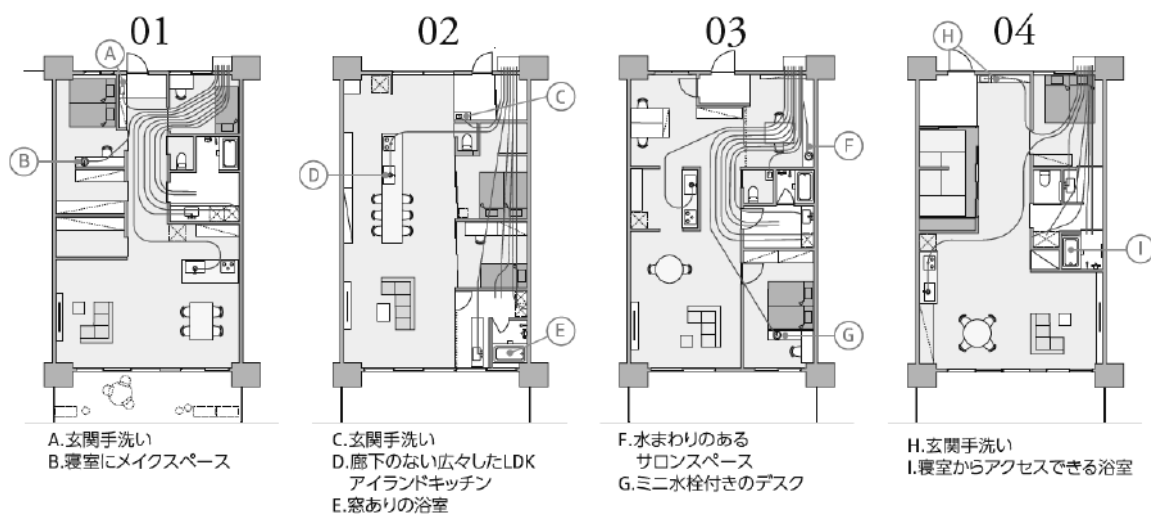 01
02
03
04
A
B
C
D
E
F
G
H
I
A.玄関手洗い
B.寝室にメイクスペース
C.玄関手洗い
D.廊下のない広々したLDK
アイランドキッチン
E.窓ありの浴室
F.水まわりのある
サロンスペース
G.ミニ水栓付きのデスク
H.玄関手洗い
I.寝室からアクセスできる浴室